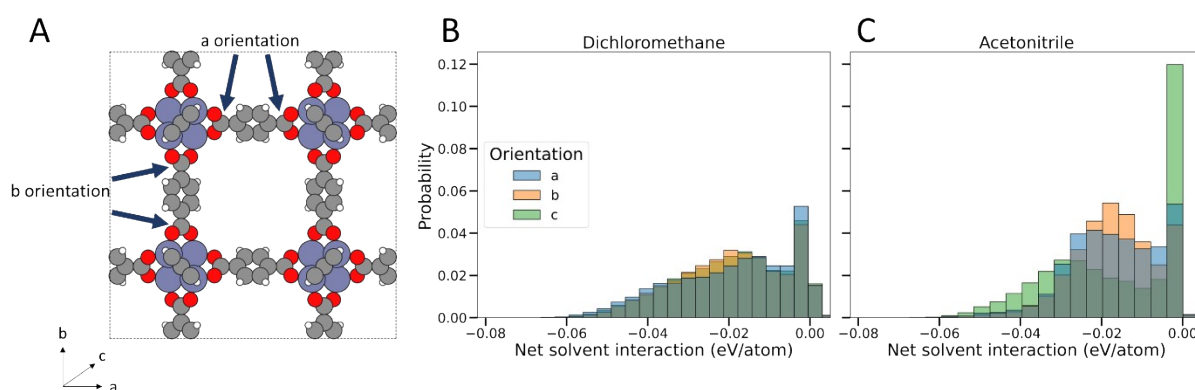 A
a orientation
b orientation
b
c
a
B
Dichloromethane
Probability
0.12
0.10
0.08
0.06
0.04
0.02
0.00
Orientation
a
b
c
−0.08
−0.06
−0.04
−0.02
0.00
Net solvent interaction (eV/atom)
C
Acetonitrile
−0.08
−0.06
−0.04
−0.02
0.00
Net solvent interaction (eV/atom)